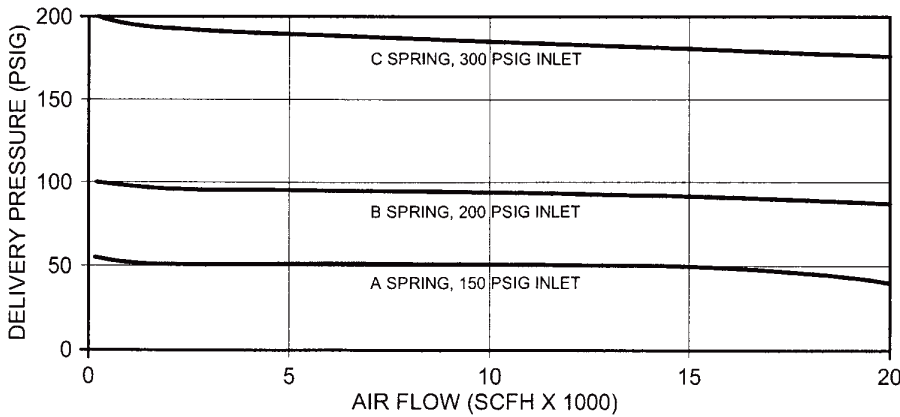 DELIVERY PRESSURE (PSIG)
200
150
100
50
0
C SPRING, 300 PSIG INLET
B SPRING, 200 PSIG INLET
A SPRING, 150 PSIG INLET
0 5 10 15 20
AIR FLOW (SCFH X 1000)